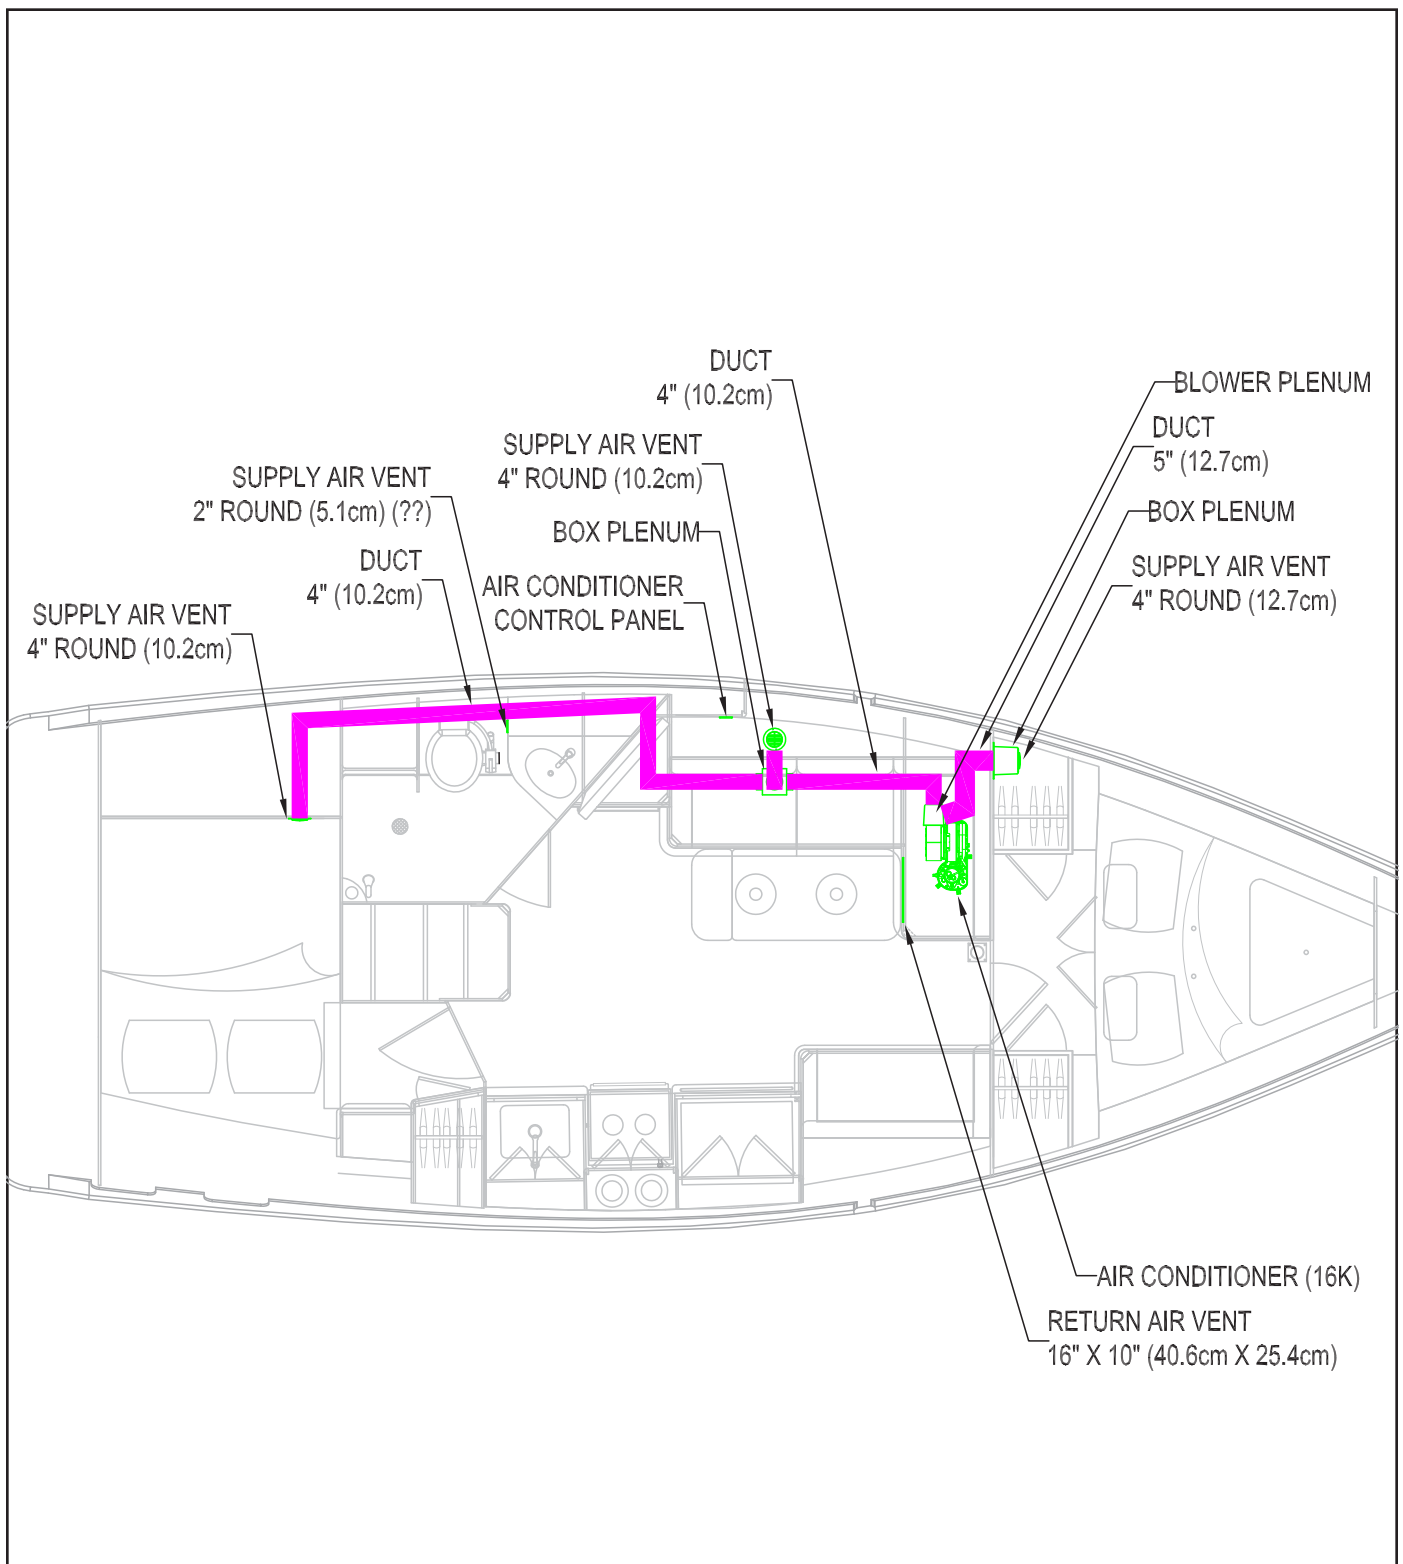 DUCT
4" (10.2cm)
BLOWER PLENUM
DUCT
5" (12.7cm)
SUPPLY AIR VENT
4" ROUND (10.2cm)
SUPPLY AIR VENT
2" ROUND (5.1cm) (??)
BOX PLENUM
BOX PLENUM
DUCT
4" (10.2cm)
AIR CONDITIONER
CONTROL PANEL
SUPPLY AIR VENT
4" ROUND (12.7cm)
SUPPLY AIR VENT
4" ROUND (10.2cm)
AIR CONDITIONER (16K)
RETURN AIR VENT
16" X 10" (40.6cm X 25.4cm)